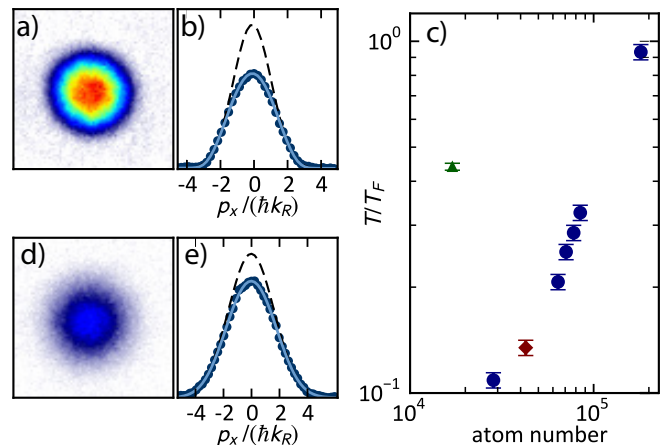 a)
b)
-4 -2 0 2 4
p_x/(ħk_R)
c)
10^0
T/T_F
10^-1
10^4 10^5
atom number
d)
e)
-4 -2 0 2 4
p_x/(ħk_R)